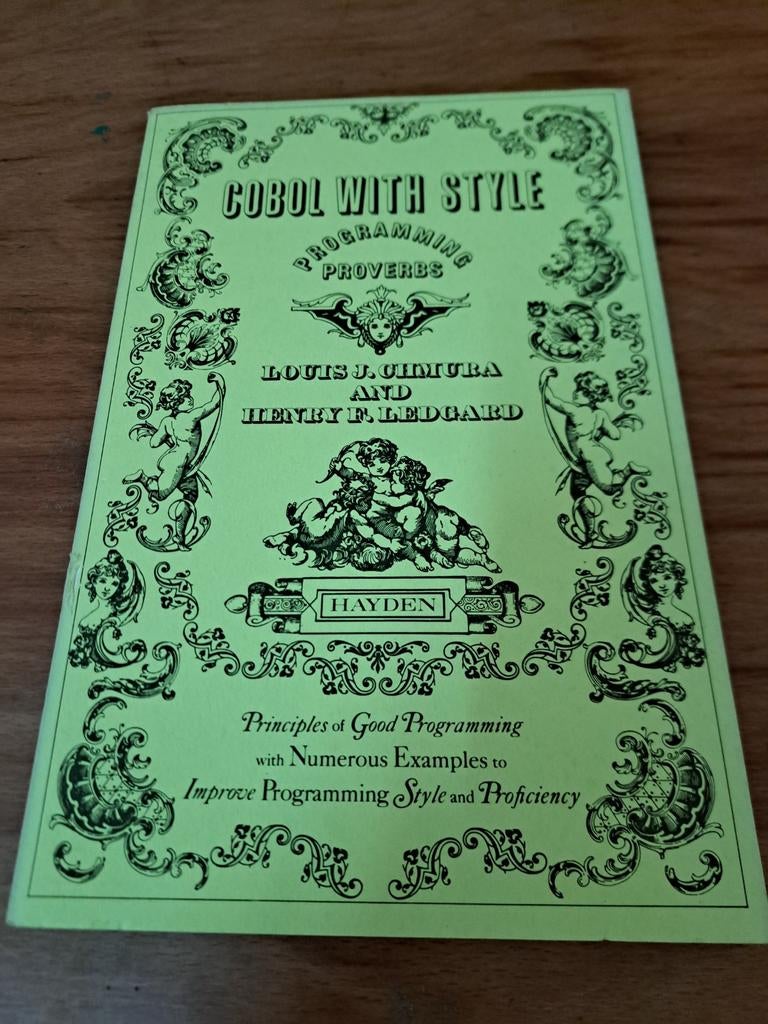 COBOL WITH STYLE
PROGRAMMING
PROVERBS
LOUIS J. CHMURA
AND
HENRY F. LEDGARD
HAYDEN
Principles of Good Programming
with Numerous Examples to
Improve Programming Style and Proficiency